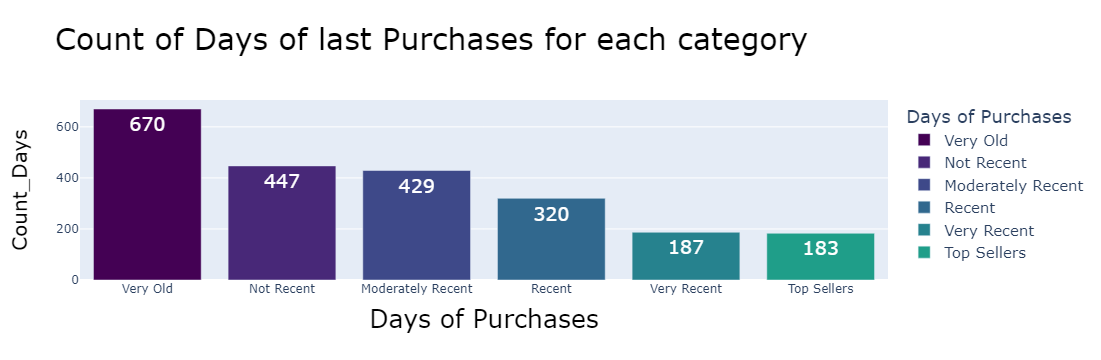 Count of Days of last Purchases for each category
Count_Days
600
400
200
0
670
447
429
320
187
183
Very Old
Not Recent
Moderately Recent
Recent
Very Recent
Top Sellers
Days of Purchases
Days of Purchases
Very Old
Not Recent
Moderately Recent
Recent
Very Recent
Top Sellers